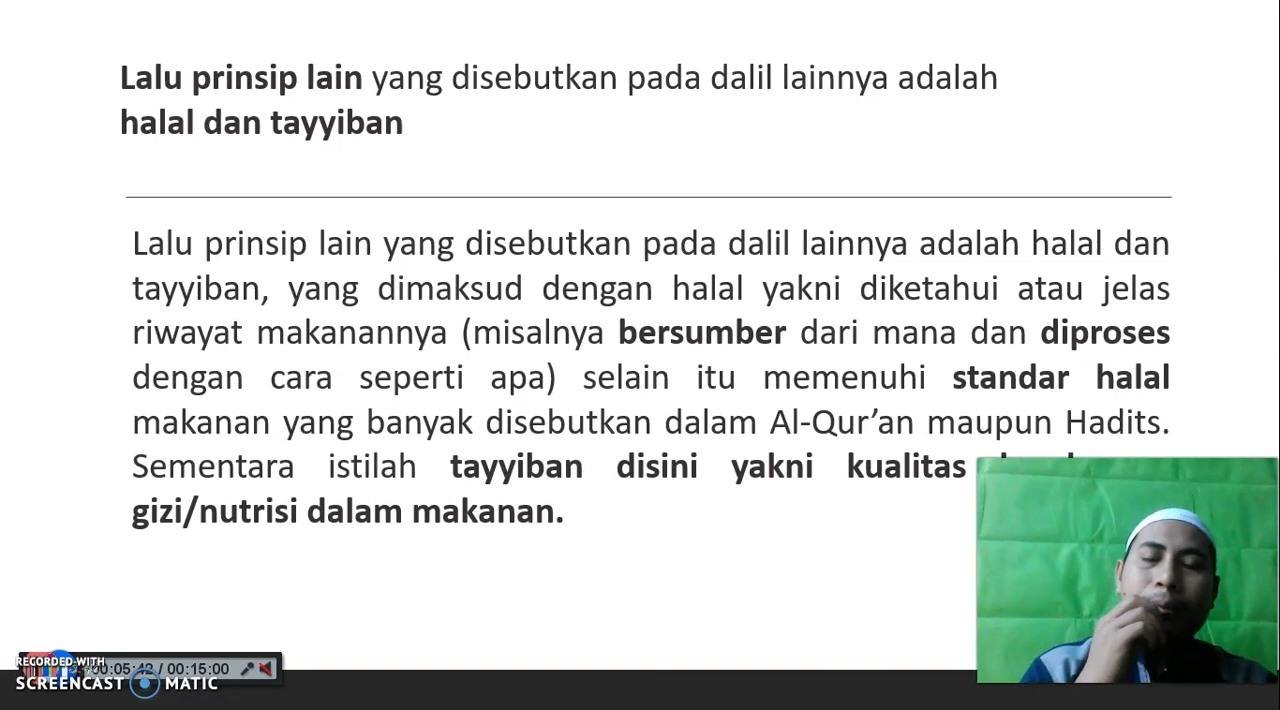 Lalu prinsip lain yang disebutkan pada dalil lainnya adalah
halal dan tayyiban
Lalu prinsip lain yang disebutkan pada dalil lainnya adalah halal dan
tayyiban, yang dimaksud dengan halal yakni diketahui atau jelas
riwayat makanannya (misalnya bersumber dari mana dan diproses
dengan cara seperti apa) selain itu memenuhi standar halal
makanan yang banyak disebutkan dalam Al-Qur’an maupun Hadits.
Sementara istilah tayyiban disini yakni kualitas
gizi/nutrisi dalam makanan.
RECORDED WITH
/ 00:15:00
SCREENCAST MATIC